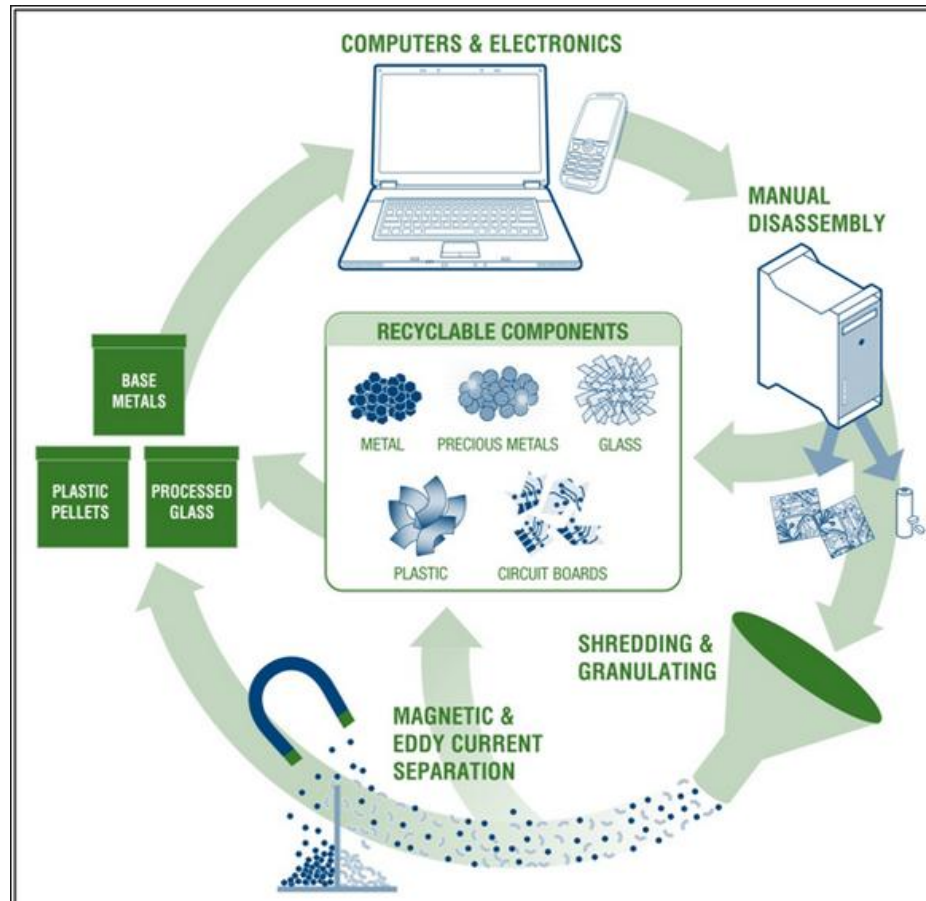 COMPUTERS & ELECTRONICS
MANUAL
DISASSEMBLY
RECYCLABLE COMPONENTS
METAL
PRECIOUS METALS
GLASS
PLASTIC
CIRCUIT BOARDS
BASE
METALS
PLASTIC
PELLETS
PROCESSED
GLASS
SHREDDING &
GRANULATING
MAGNETIC &
EDDY CURRENT
SEPARATION